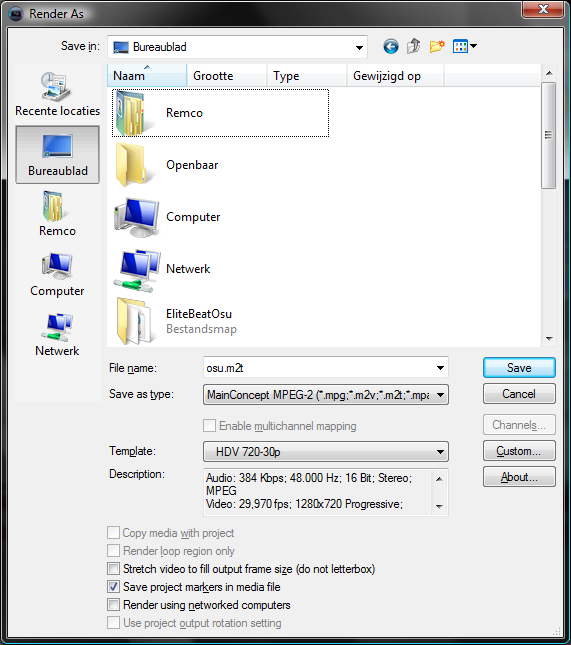 Render As
Save in: Bureaublad
Naam Grootte Type Gewijzigd op
Recente locaties
Bureaublad
Remco
Computer
Netwerk
Remco
Openbaar
Computer
Netwerk
EliteBeatOsu
Bestandsmap
File name: osu.m2t Save
Save as type: MainConcept MPEG-2 (*.mpg;*.m2v;*.m2t;*.mpa Cancel
Enable multichannel mapping Channels...
Template: HDV 720-30p Custom...
Description: Audio: 384 Kbps; 48.000 Hz; 16 Bit; Stereo; About...
MPEG
Video: 29,970 fps; 1280x720 Progressive;
Copy media with project
Render loop region only
Stretch video to fill output frame size (do not letterbox)
Save project markers in media file
Render using networked computers
Use project output rotation setting